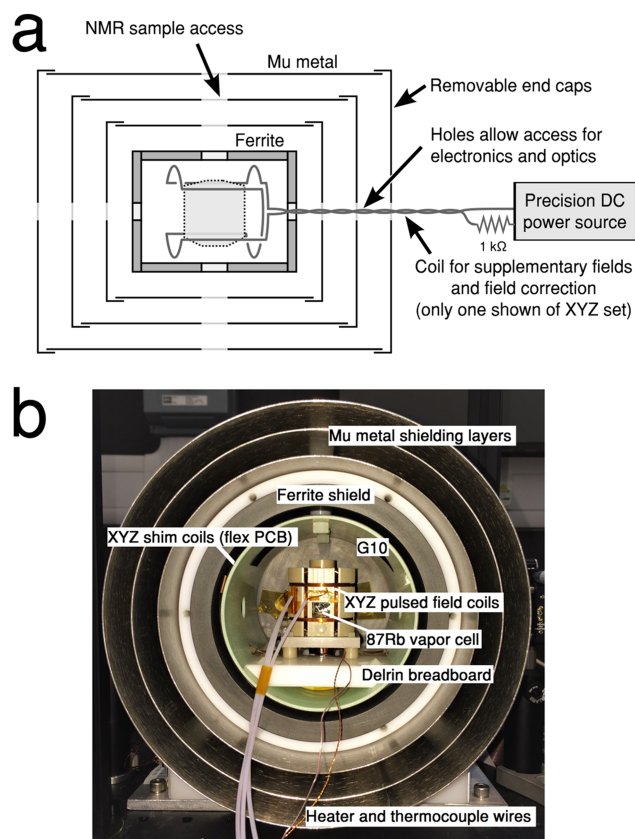 a
NMR sample access
Mu metal
Removable end caps
Ferrite
Holes allow access for
electronics and optics
Precision DC
power source
1 kΩ
Coil for supplementary fields
and field correction
(only one shown of XYZ set)
b
Mu metal shielding layers
Ferrite shield
XYZ shim coils (flex PCB)
G10
XYZ pulsed field coils
87Rb vapor cell
Delrin breadboard
Heater and thermocouple wires